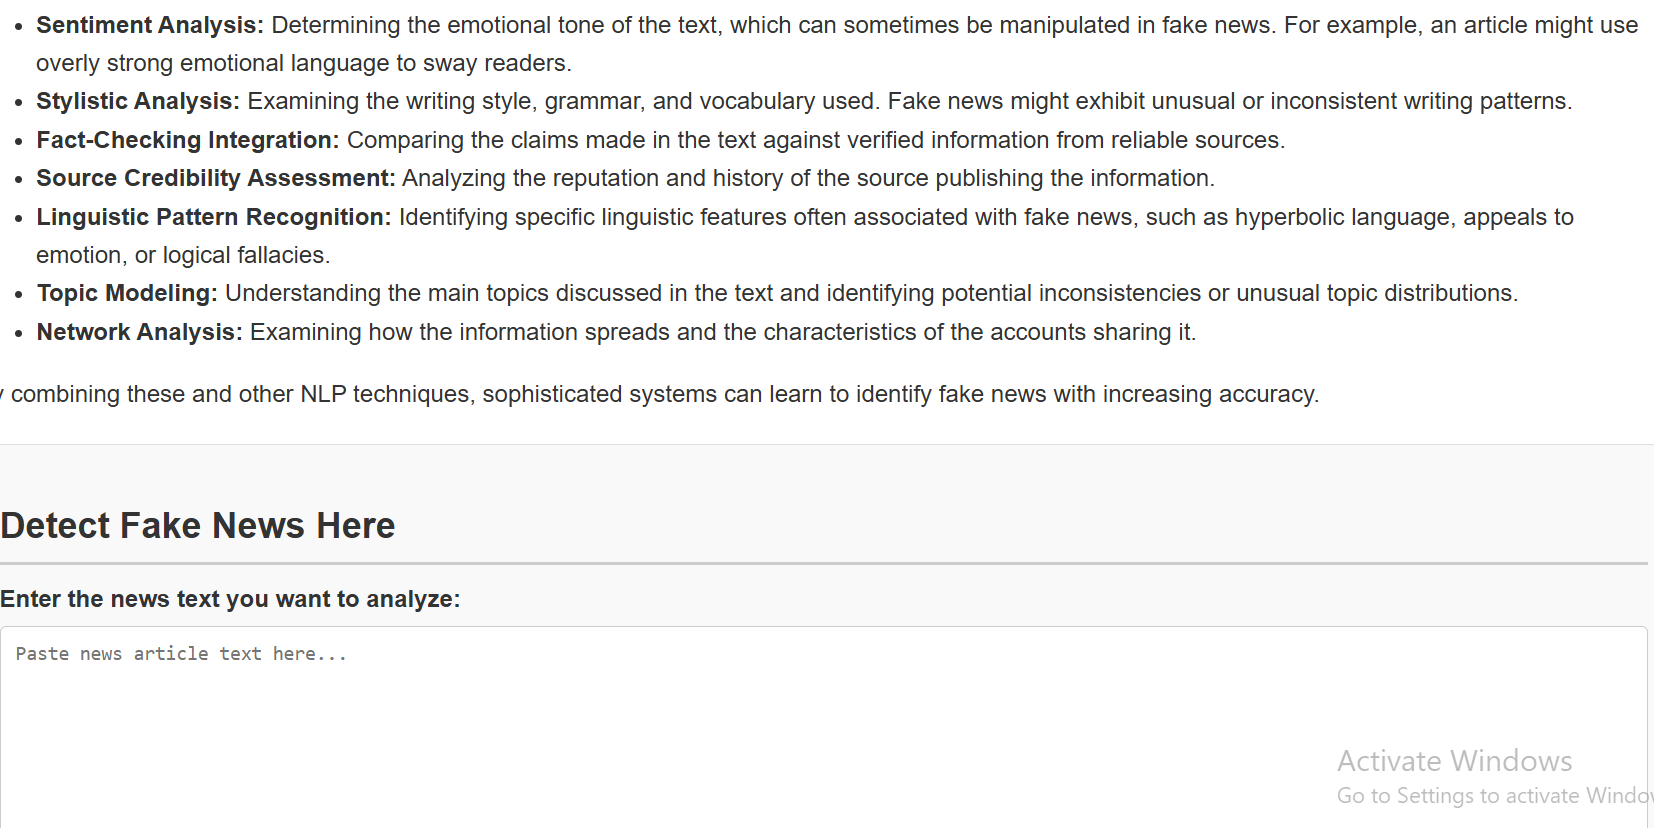 • Sentiment Analysis: Determining the emotional tone of the text, which can sometimes be manipulated in fake news. For example, an article might use
overly strong emotional language to sway readers.
• Stylistic Analysis: Examining the writing style, grammar, and vocabulary used. Fake news might exhibit unusual or inconsistent writing patterns.
• Fact-Checking Integration: Comparing the claims made in the text against verified information from reliable sources.
• Source Credibility Assessment: Analyzing the reputation and history of the source publishing the information.
• Linguistic Pattern Recognition: Identifying specific linguistic features often associated with fake news, such as hyperbolic language, appeals to
emotion, or logical fallacies.
• Topic Modeling: Understanding the main topics discussed in the text and identifying potential inconsistencies or unusual topic distributions.
• Network Analysis: Examining how the information spreads and the characteristics of the accounts sharing it.
combining these and other NLP techniques, sophisticated systems can learn to identify fake news with increasing accuracy.
Detect Fake News Here
Enter the news text you want to analyze:
Paste news article text here...
Activate Windows
Go to Settings to activate